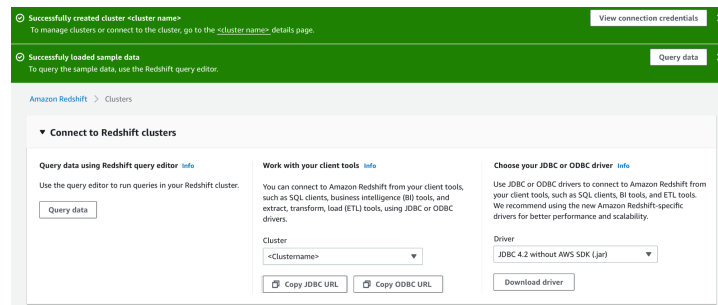 Successfully created cluster <cluster name>
View connection credentials
To manage clusters or connect to the cluster, go to the <cluster name> details page.
Successfuly loaded sample data
Query data
To query the sample data, use the Redshift query editor.
Amazon Redshift > Clusters
Connect to Redshift clusters
Query data using Redshift query editor Info
Use the query editor to run queries in your Redshift cluster.
Query data
Work with your client tools Info
You can connect to Amazon Redshift from your client tools,
such as SQL clients, business intelligence (BI) tools, and
extract, transform, load (ETL) tools, using JDBC or ODBC
drivers.
Cluster
<Clustername>
Copy JDBC URL
Copy ODBC URL
Choose your JDBC or ODBC driver Info
Use JDBC or ODBC drivers to connect to Amazon Redshift from
your client tools, such as SQL clients, BI tools, and ETL tools.
We recommend using the new Amazon Redshift-specific
drivers for better performance and scalability.
Driver
JDBC 4.2 without AWS SDK (.jar)
Download driver